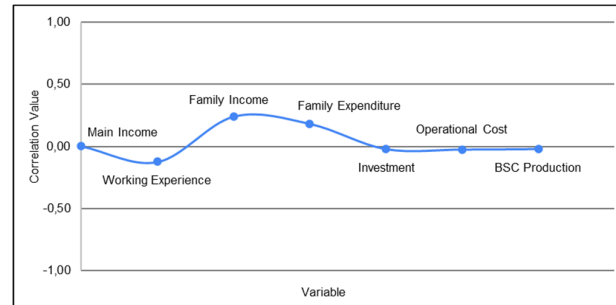 1,00
0,50
Family Income
Family Expenditure
Main Income
Operational Cost
0,00
Working Experience
Investment
BSC Production
-0,50
-1,00
Correlation Value
Variable